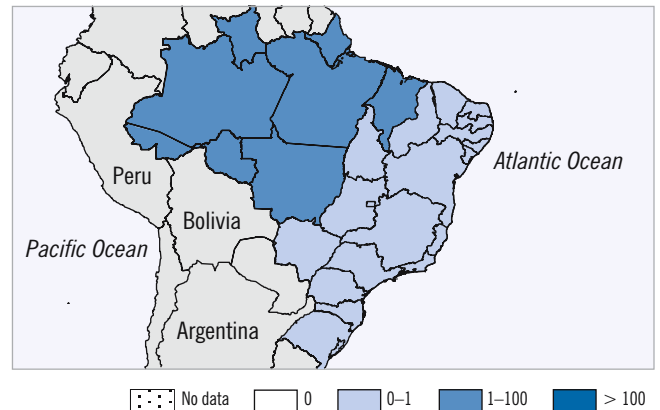 Atlantic Ocean
Peru
Bolivia
Pacific Ocean
Argentina
No data 0 0–1 1–100 > 100